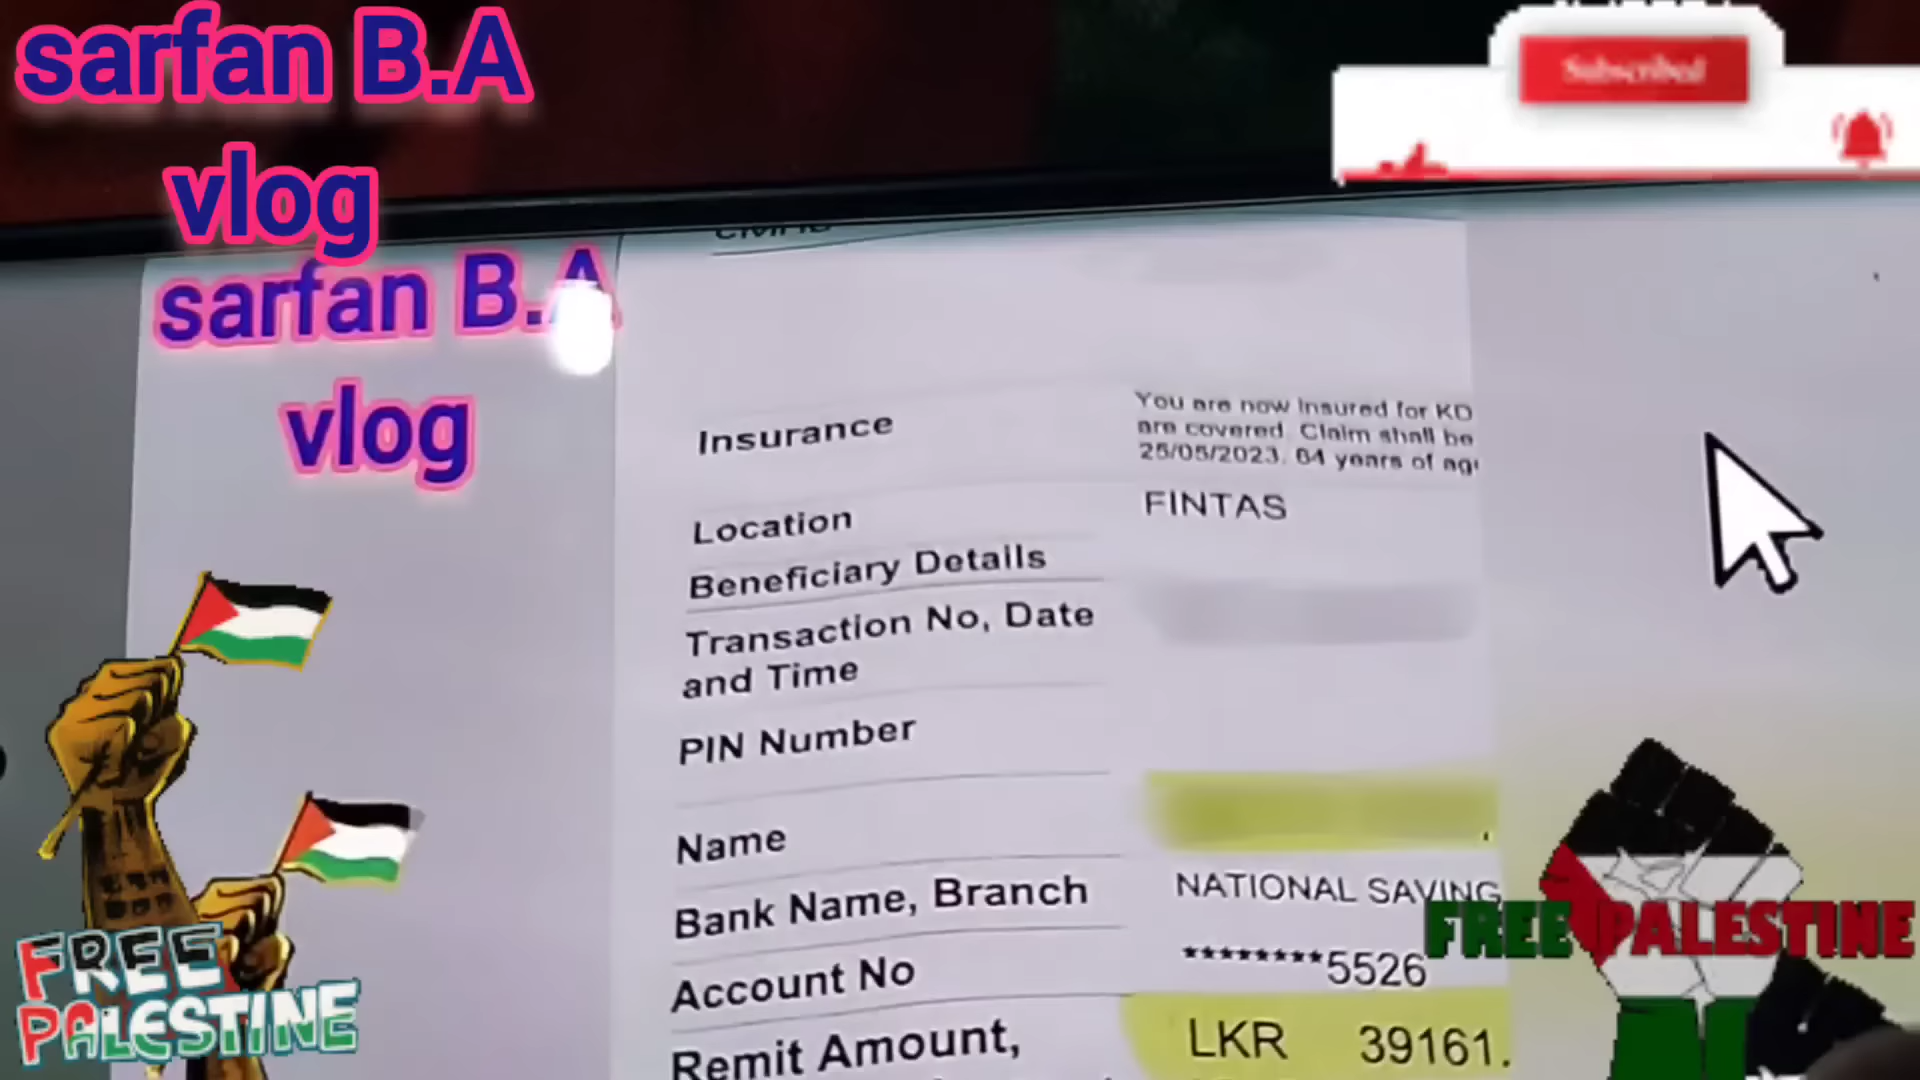 sarfan B.A
vlog
sarfan B.A
vlog
Subscribed
Insurance
You are now insured for KD
are covered. Claim shall be
25/05/2023. 64 years of
Location
FINTAS
Beneficiary Details
Transaction No, Date
and Time
PIN Number
Name
Bank Name, Branch
NATIONAL SAVING
Account No
********5526
Remit Amount,
LKR 39161.
FREE
PALESTINE
FREE PALESTINE